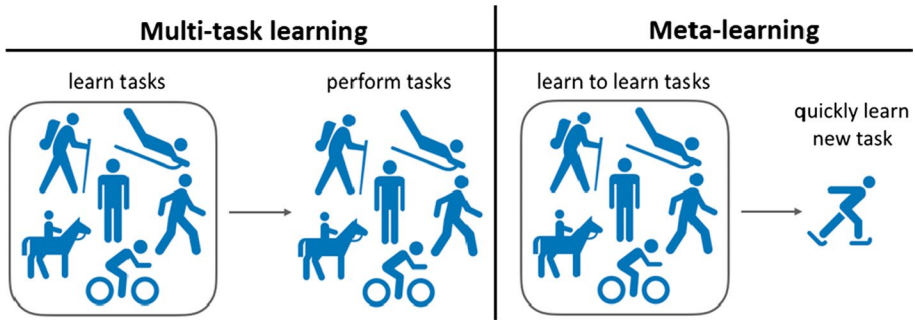 Multi-task learning
Meta-learning
learn tasks
perform tasks
learn to learn tasks
quickly learn
new task